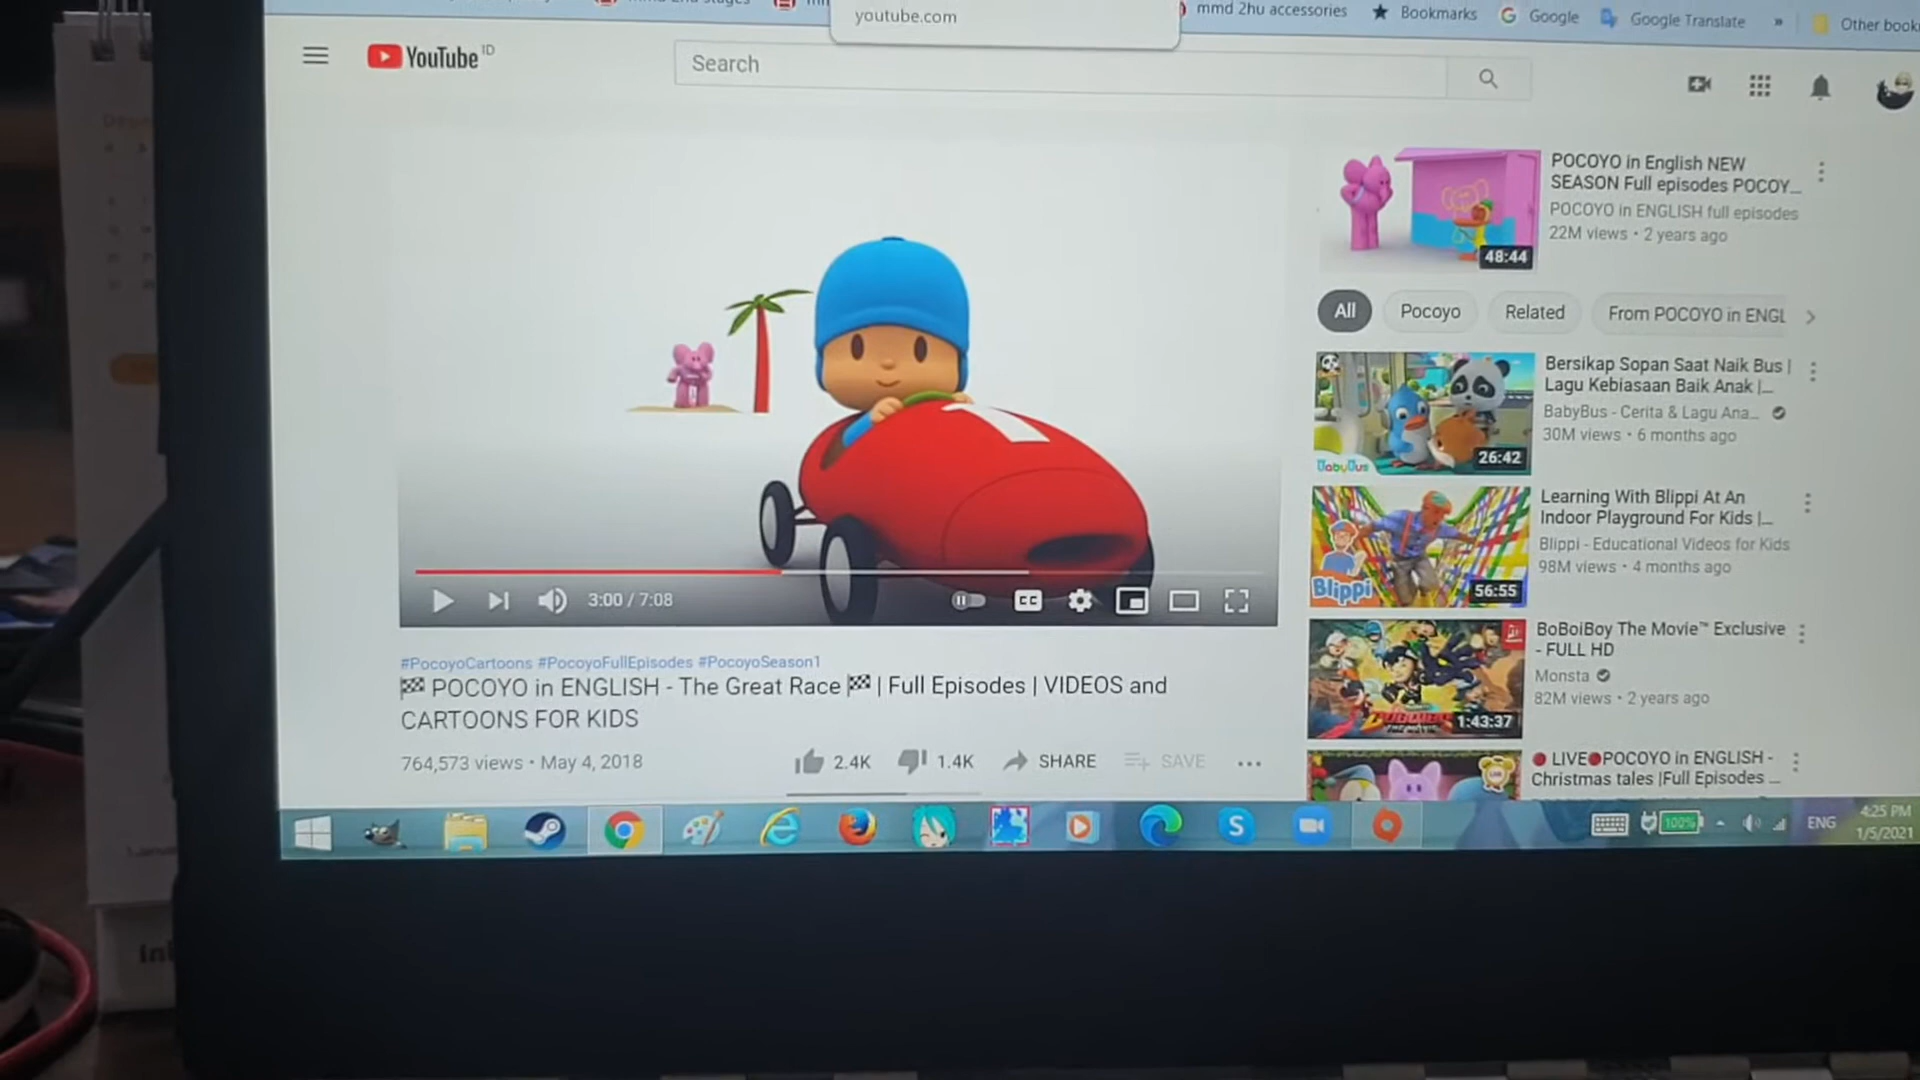 youtube.com
mmd 2hu accessories
Bookmarks
Google
Google Translate
»
Other book
YouTube ID
Search
POCOYO in English NEW
SEASON Full episodes POCOY...
POCOYO in ENGLISH full episodes
22M views • 2 years ago
48:44
All
Pocoyo
Related
From POCOYO in ENGL
Bersikap Sopan Saat Naik Bus |
Lagu Kebiasaan Baik Anak |...
BabyBus - Cerita & Lagu Ana...
30M views • 6 months ago
26:42
BabyBus
Learning With Blippi At An
Indoor Playground For Kids |...
Blippi - Educational Videos for Kids
98M views • 4 months ago
56:55
Blippi
BoBoiBoy The Movie™ Exclusive
- FULL HD
Monsta
82M views • 2 years ago
1:43:37
🔴 LIVE🔴POCOYO in ENGLISH -
Christmas tales |Full Episodes ...
1
3:00 / 7:08
CC
#PocoyoCartoons #PocoyoFullEpisodes #PocoyoSeason1
🏁 POCOYO in ENGLISH - The Great Race 🏁 | Full Episodes | VIDEOS and
CARTOONS FOR KIDS
764,573 views • May 4, 2018
2.4K
1.4K
SHARE
SAVE
100%
ENG
4:25 PM
1/5/2021